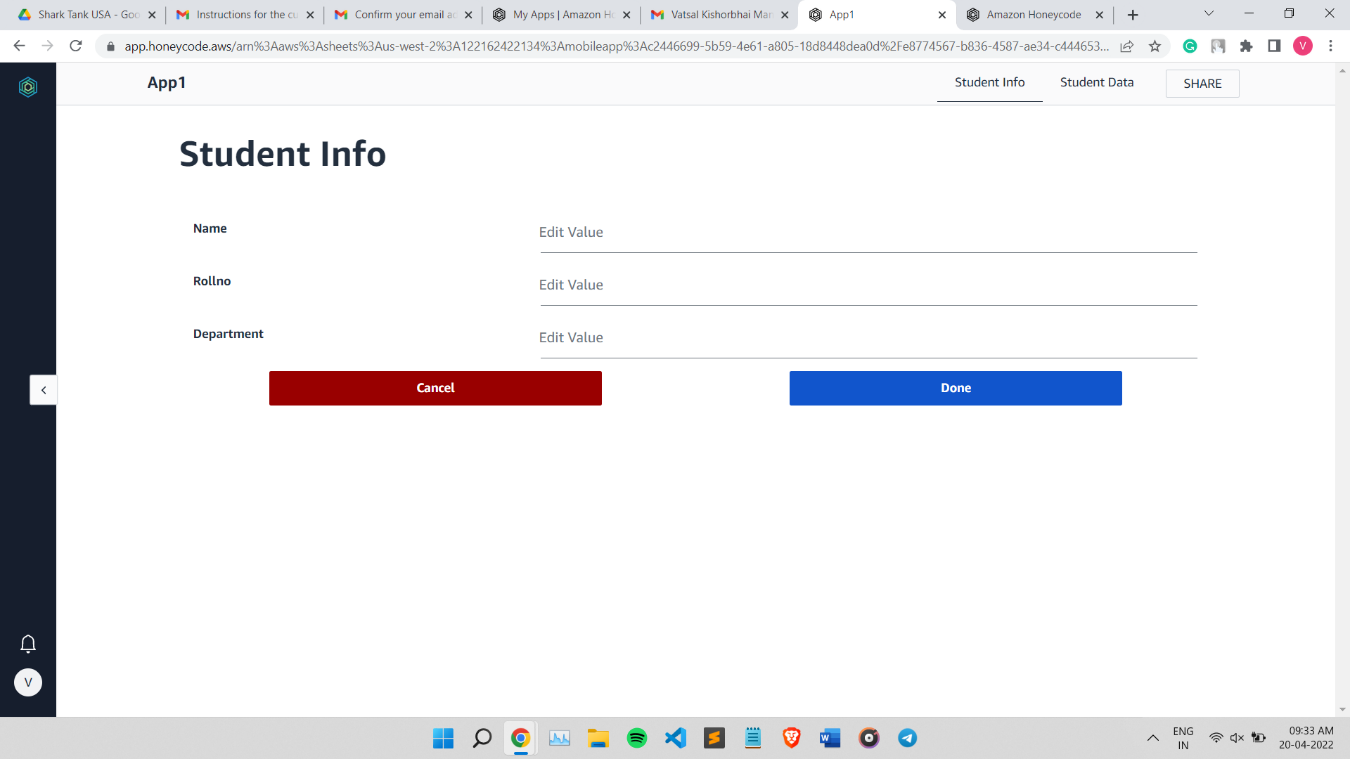 Shark Tank USA - Goo
Instructions for the cu
Confirm your email ad
My Apps | Amazon Ho
Vatsal Kishorbhai Man
App1
Amazon Honeycode
app.honeycode.aws/arn%3Aaws%3Asheets%3Aus-west-2%3A122162422134%3Amobileapp%3Ac2446699-5b59-4e61-a805-18d8448dea0d%2Fe8774567-b836-4587-ae34-c444653...
V
App1
Student Info
Student Data
SHARE
Student Info
Name
Edit Value
Rollno
Edit Value
Department
Edit Value
Cancel
Done
V
ENG
IN
09:33 AM
20-04-2022